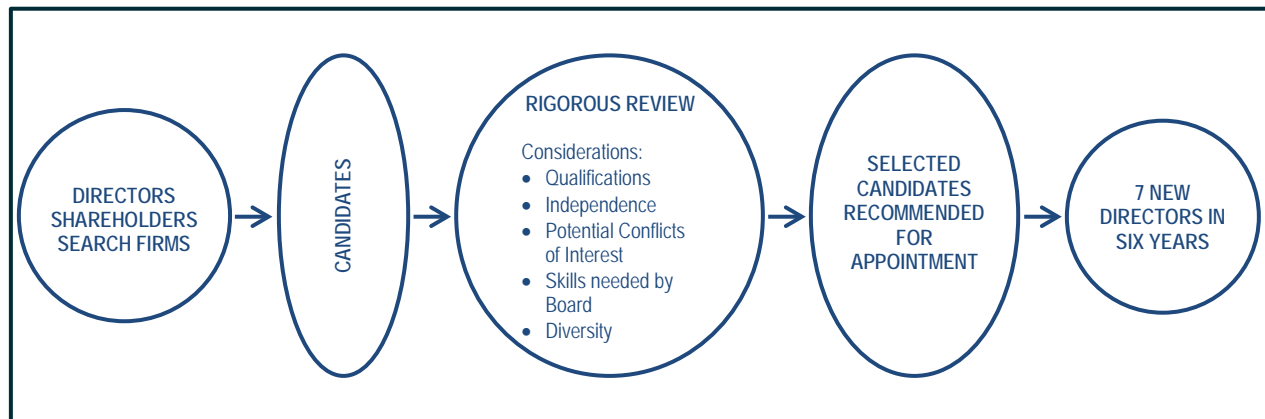 DIRECTORS
SHAREHOLDERS
SEARCH FIRMS
CANDIDATES
RIGOROUS REVIEW
Considerations:
• Qualifications
• Independence
• Potential Conflicts
of Interest
• Skills needed by
Board
• Diversity
SELECTED
CANDIDATES
RECOMMENDED
FOR
APPOINTMENT
7 NEW
DIRECTORS IN
SIX YEARS